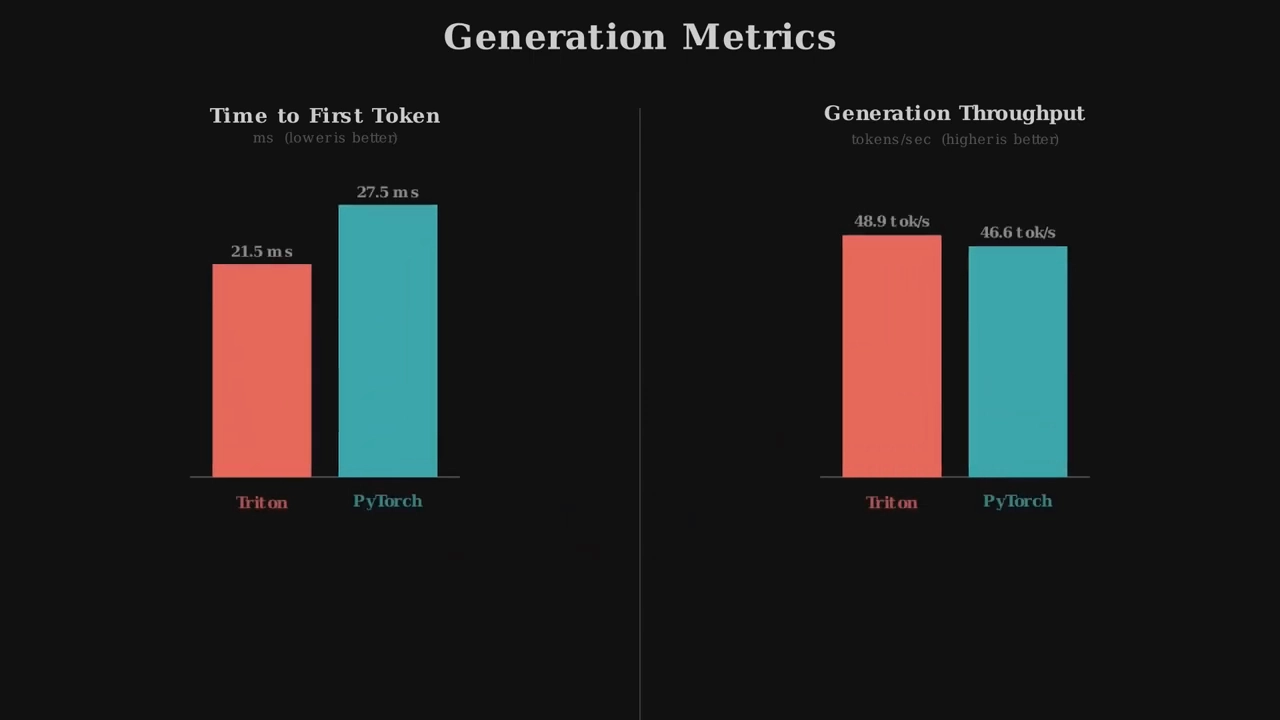 Generation Metrics
Time to First Token
ms (lower is better)
27.5 ms
21.5 ms
Triton
PyTorch
Generation Throughput
tokens/sec (higher is better)
48.9 tok/s
46.6 tok/s
Triton
PyTorch